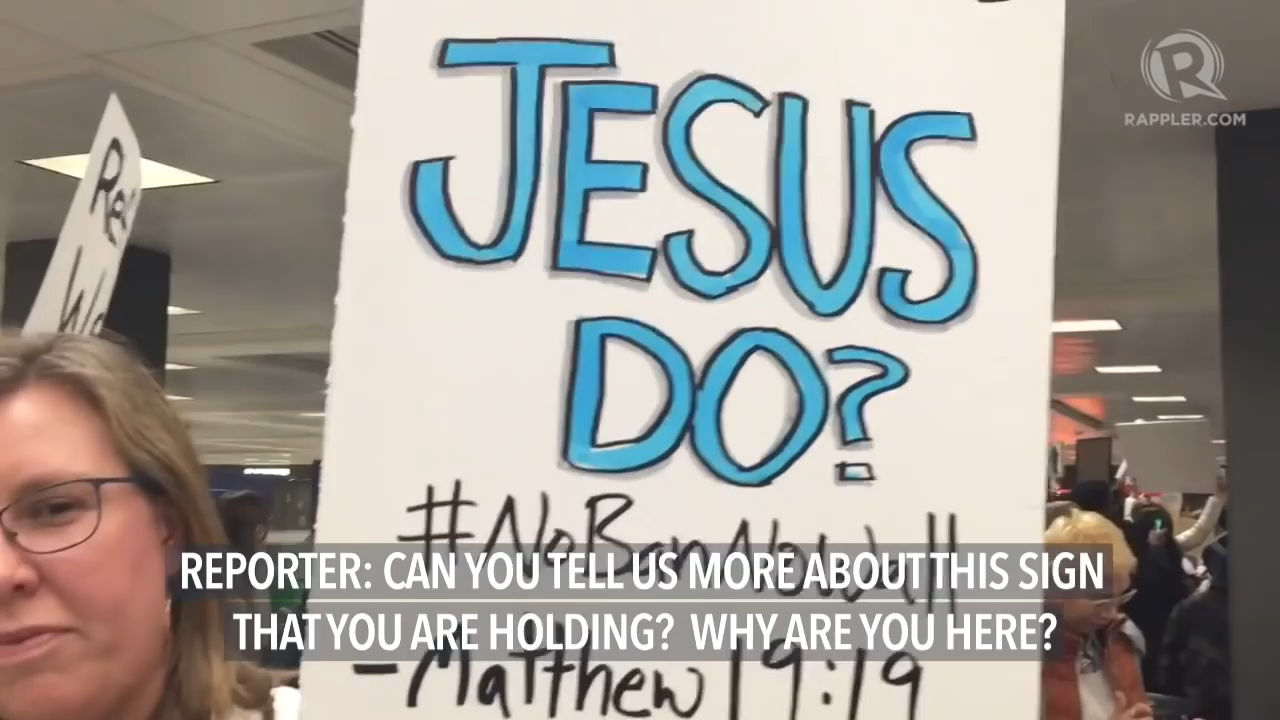 RAPPLER.COM
JESUS
DO?
#NoBanNoWall
REPORTER: CAN YOU TELL US MORE ABOUT THIS SIGN
THAT YOU ARE HOLDING? WHY ARE YOU HERE?
-Matthew 19:19